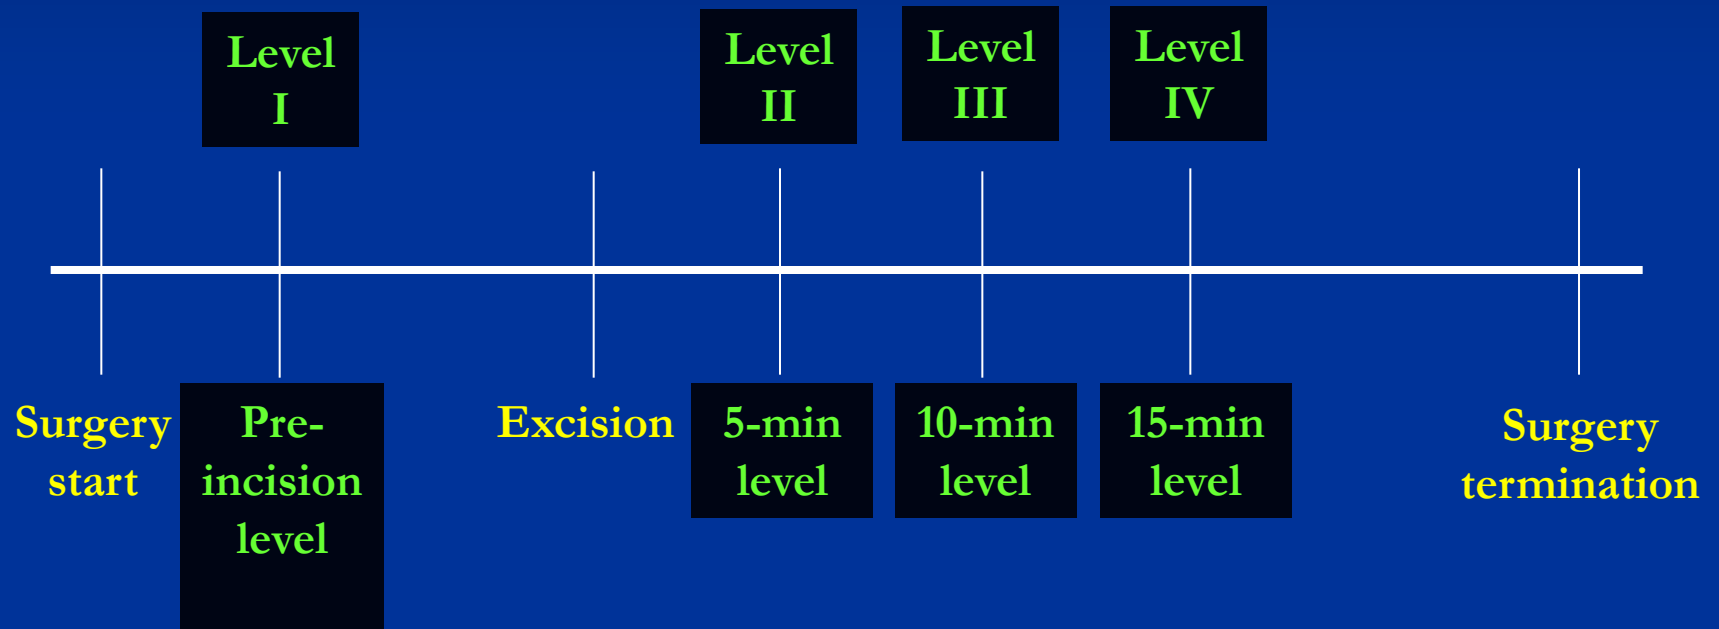 Level
I
Level
II
Level
III
Level
IV
Surgery
start
Pre-
incision
level
Excision
5-min
level
10-min
level
15-min
level
Surgery
termination